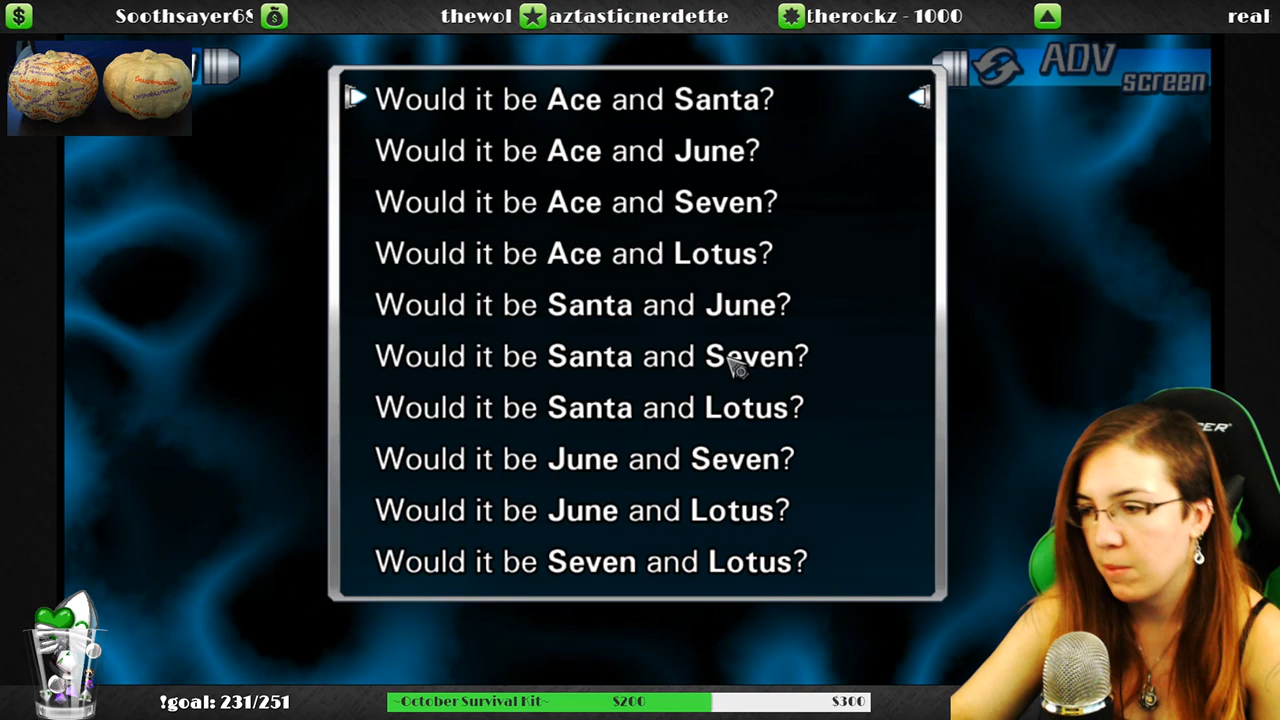 Soothsayer68
thewol
aztasticnerdette
therockz - 1000
real
ADV
screen
Would it be Ace and Santa?
Would it be Ace and June?
Would it be Ace and Seven?
Would it be Ace and Lotus?
Would it be Santa and June?
Would it be Santa and Seven?
Would it be Santa and Lotus?
Would it be June and Seven?
Would it be June and Lotus?
Would it be Seven and Lotus?
!goal: 231/251
~October Survival Kit~ $200 $300